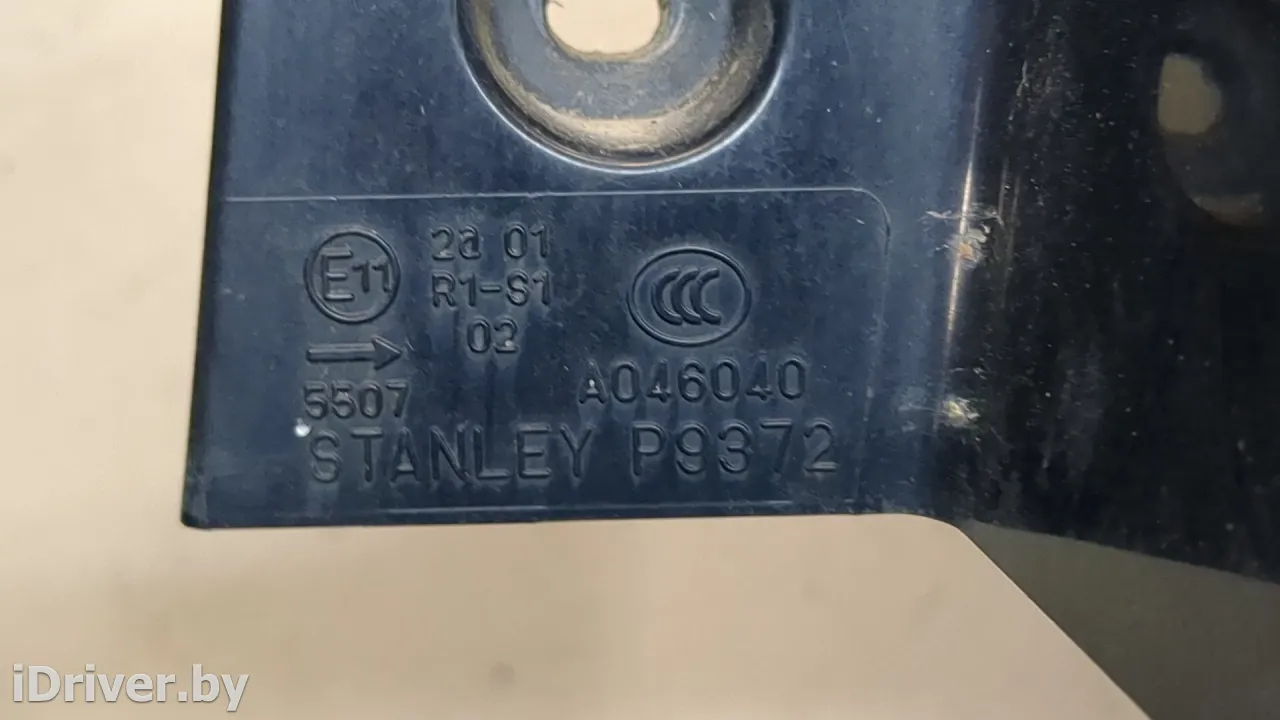 E11
2a 01
R1-S1
02
→
5507
CCC
A046040
STANLEY P9372
iDriver.by